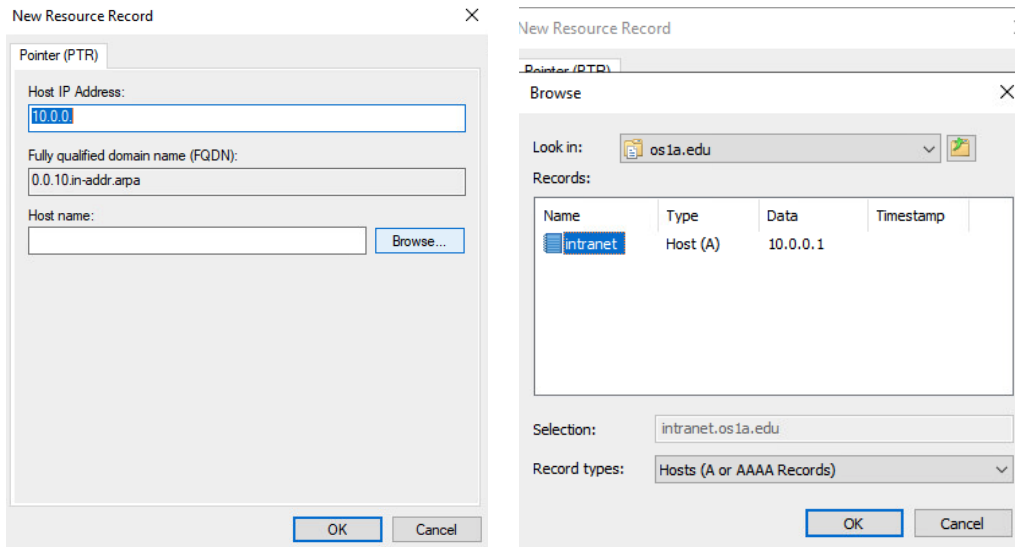 New Resource Record
Pointer (PTR)
Host IP Address:
10.0.0.
Fully qualified domain name (FQDN):
0.0.10.in-addr.arpa
Host name:
Browse...
OK Cancel
New Resource Record
Pointer (PTR)
Browse
Look in: os1a.edu
Records:
Name Type Data Timestamp
intranet Host (A) 10.0.0.1
Selection: intranet.os1a.edu
Record types: Hosts (A or AAAA Records)
OK Cancel